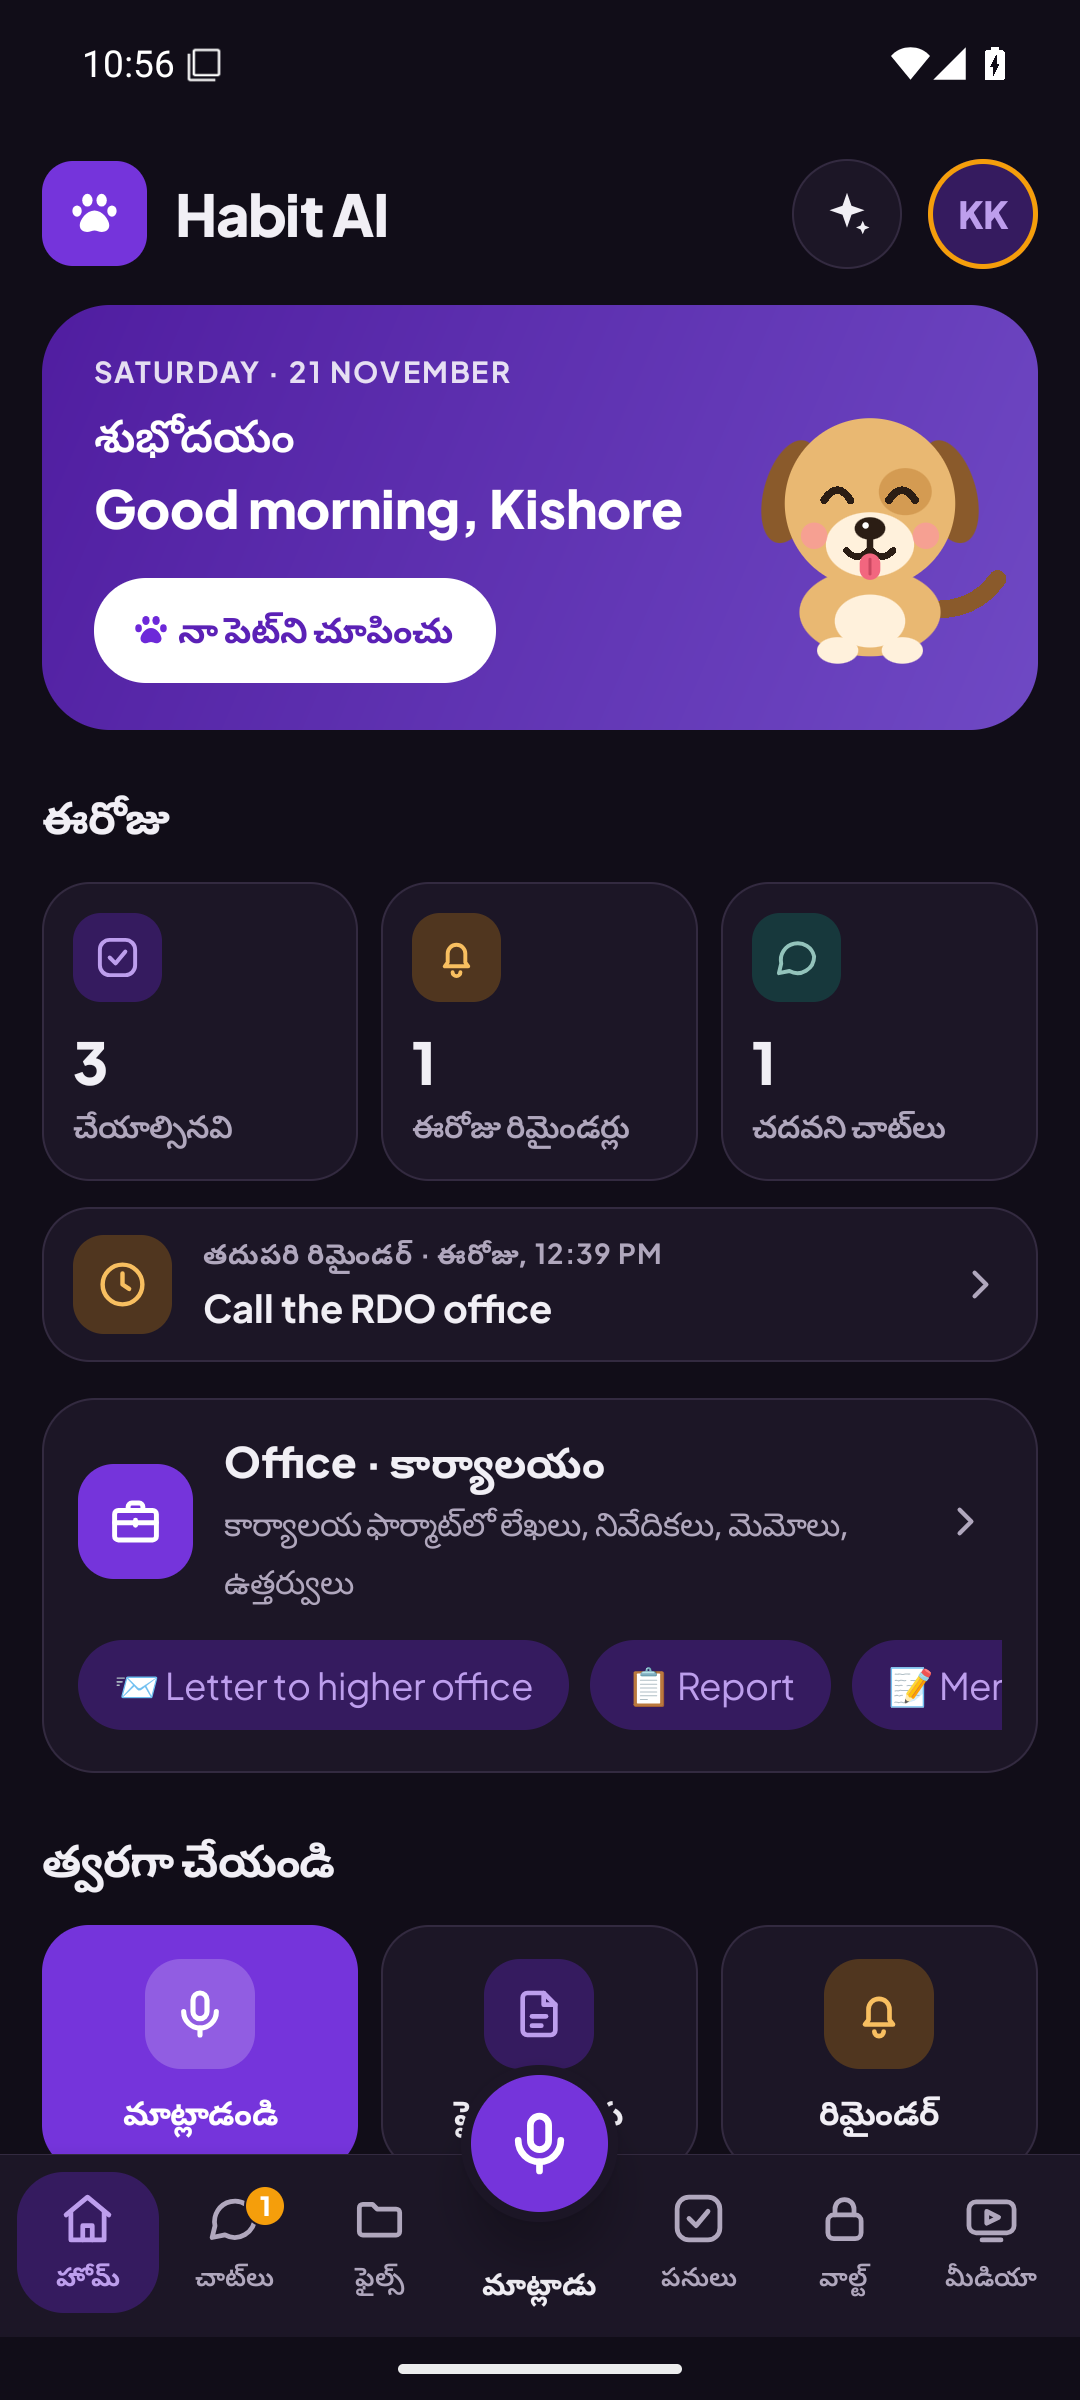 10:56
Habit AI
KK
SATURDAY · 21 NOVEMBER
శుభోదయం
Good morning, Kishore
నా పెట్‌ని చూపించు
ఈరోజు
3
చేయాల్సినవి
1
ఈరోజు రిమైండర్లు
1
చదవని చాట్‌లు
తదుపరి రిమైండర్ · ఈరోజు, 12:39 PM
Call the RDO office
Office · కార్యాలయం
కార్యాలయ ఫార్మాట్‌లో లేఖలు, నివేదికలు, మెమోలు,
ఉత్తర్వులు
Letter to higher office
Report
త్వరగా చేయండి
మాట్లాడండి
రిమైండర్
1
హోమ్
చాట్‌లు
ఫైల్స్
మాట్లాడు
పనులు
వాల్ట్
మీడియా